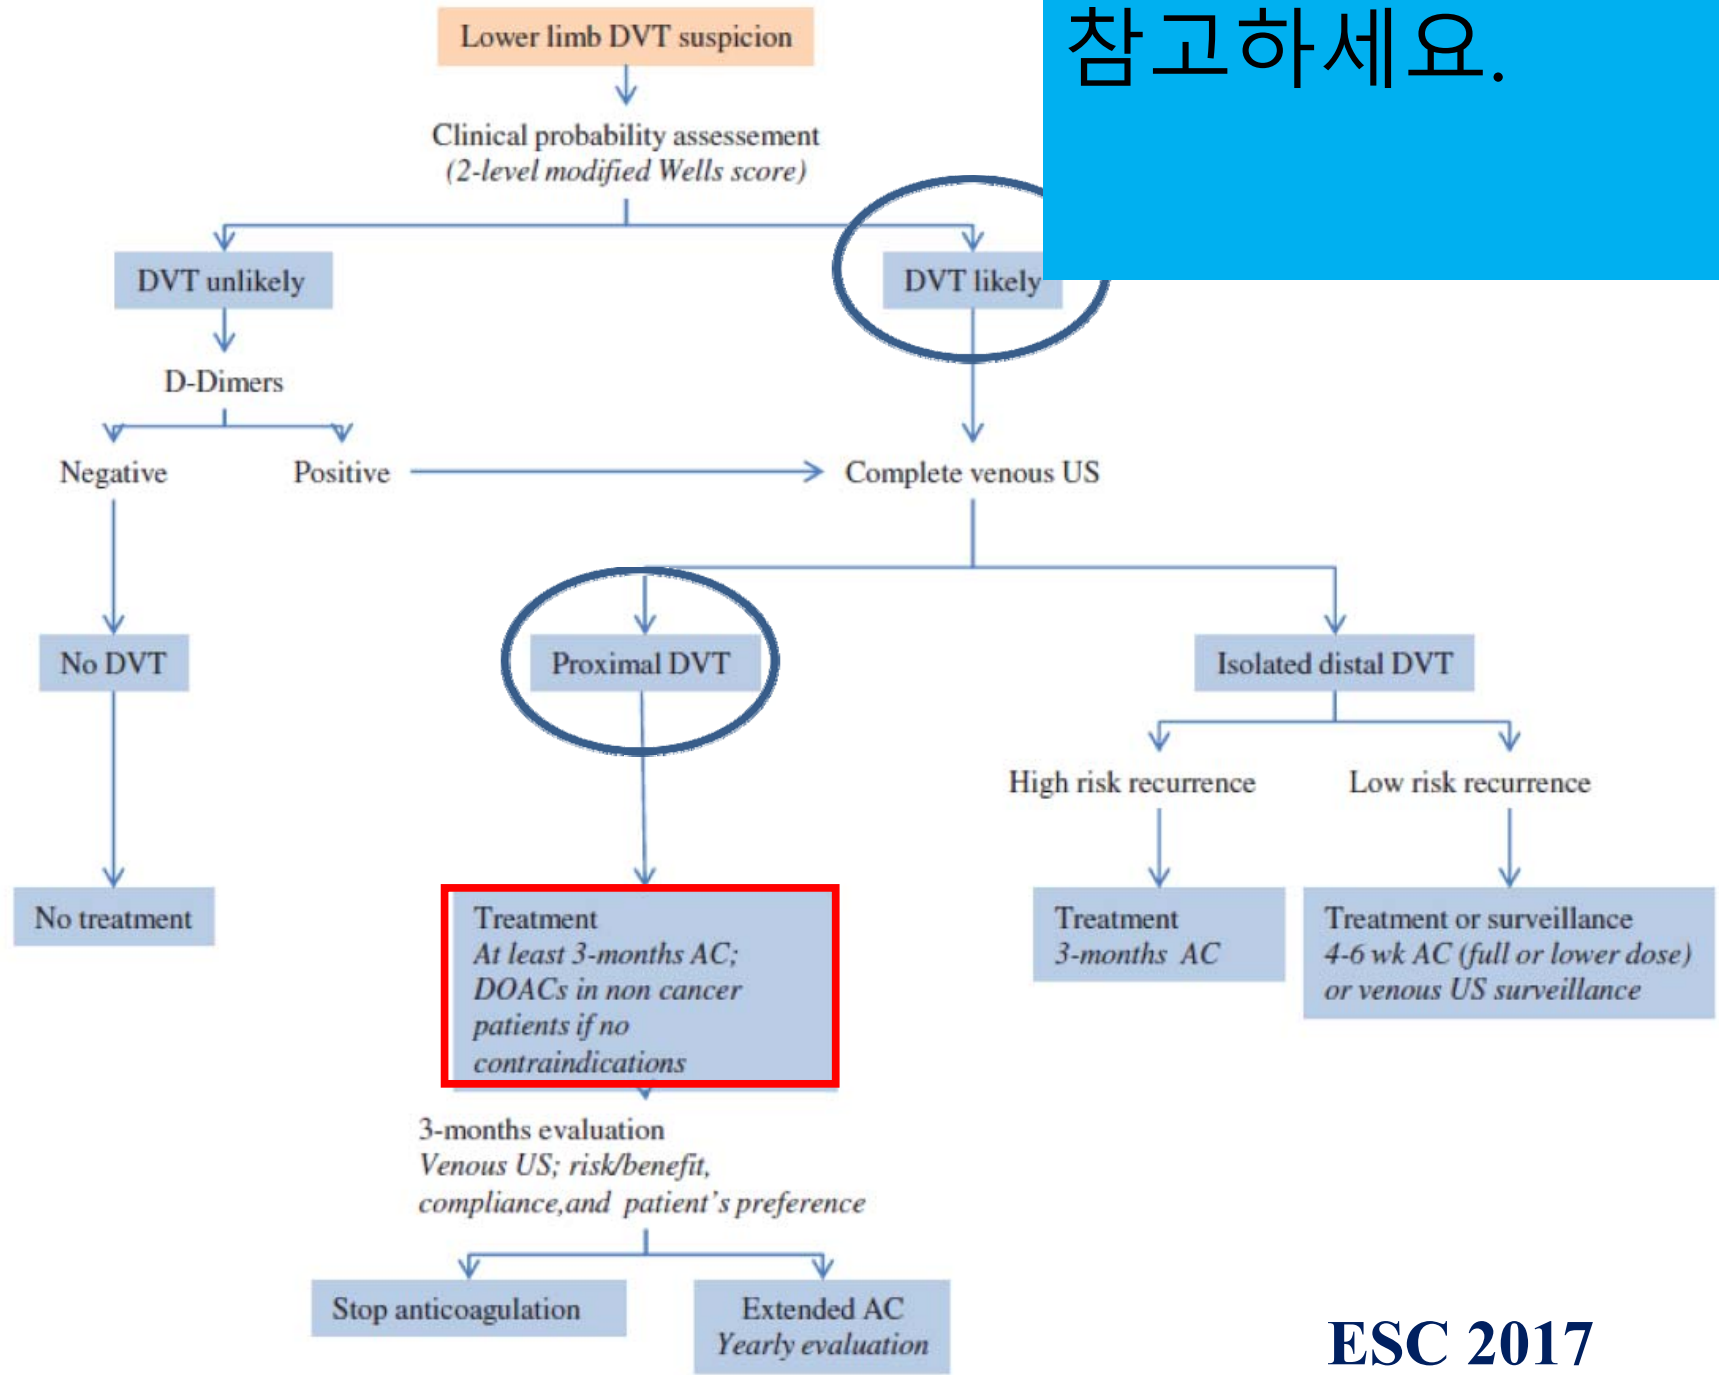 참고하세요.
Lower limb DVT suspicion
Clinical probability assessement
(2-level modified Wells score)
DVT unlikely
DVT likely
D-Dimers
Negative
Positive
Complete venous US
No DVT
Proximal DVT
Isolated distal DVT
High risk recurrence
Low risk recurrence
No treatment
Treatment
At least 3-months AC;
DOACs in non cancer
patients if no
contraindications
Treatment
3-months AC
Treatment or surveillance
4-6 wk AC (full or lower dose)
or venous US surveillance
3-months evaluation
Venous US; risk/benefit,
compliance,and patient's preference
Stop anticoagulation
Extended AC
Yearly evaluation
ESC 2017